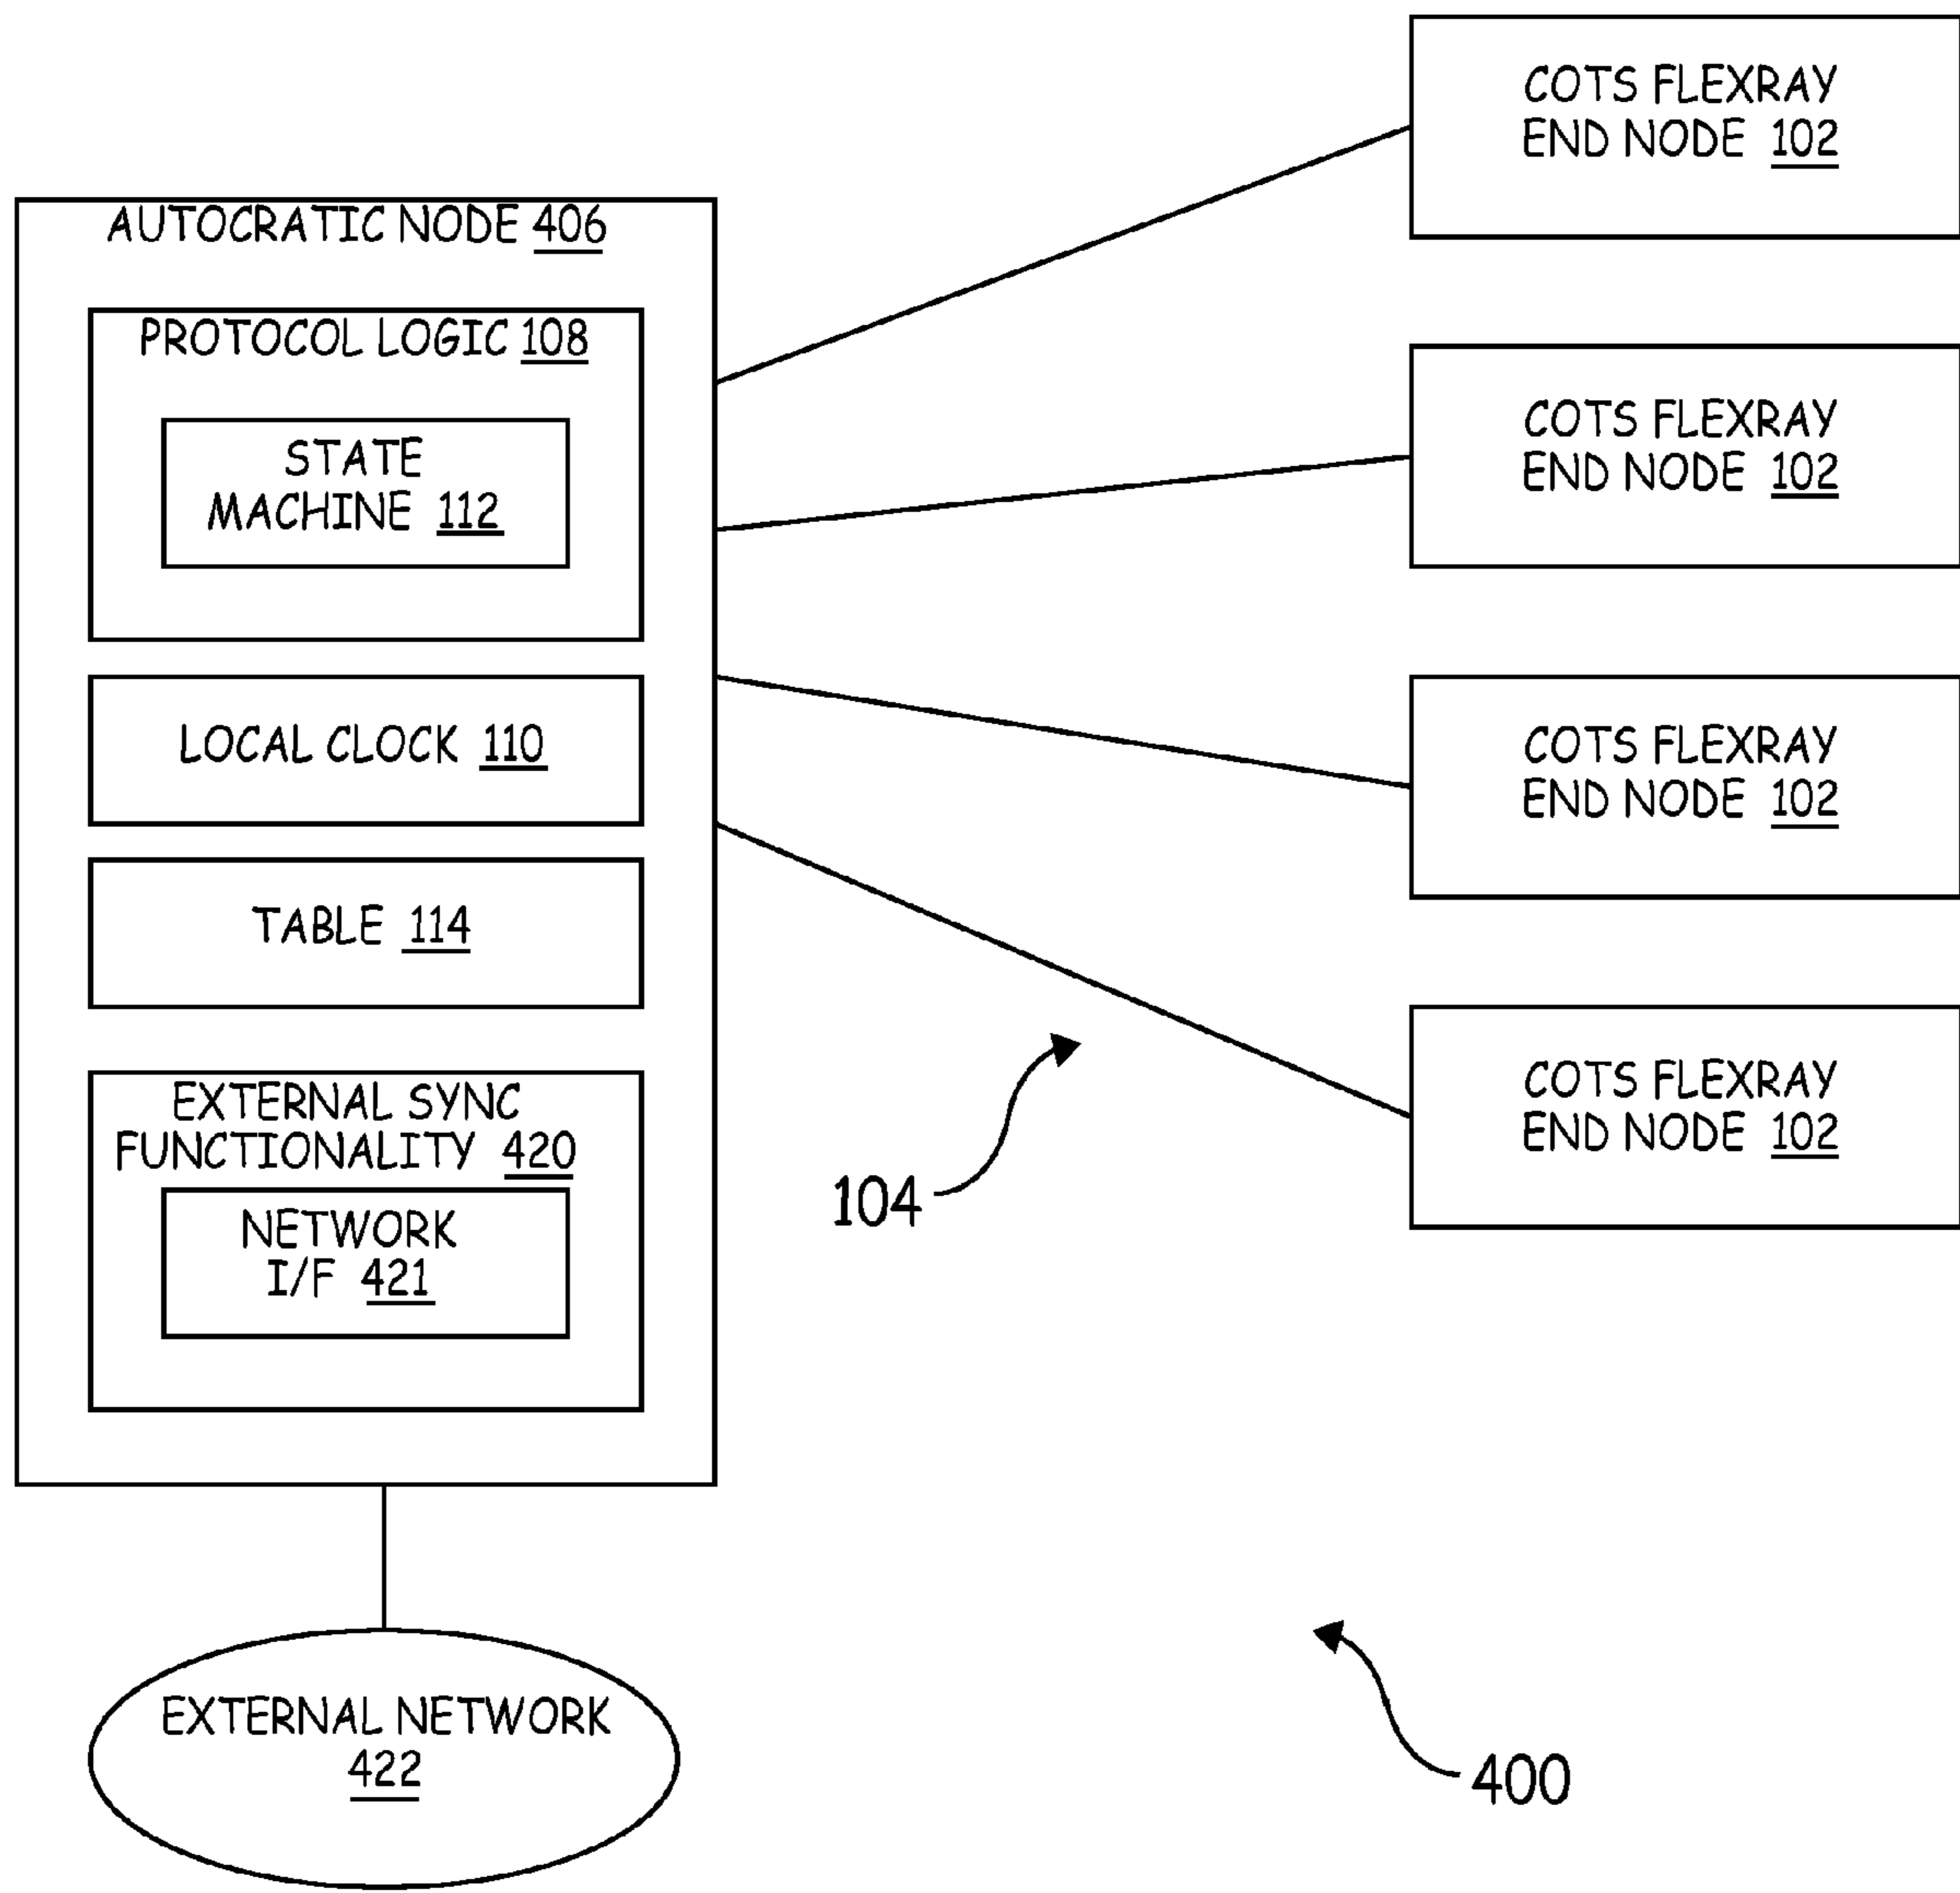 AUTOCRATIC NODE 406
PROTOCOL LOGIC 108
STATE
MACHINE 112
LOCAL CLOCK 110
TABLE 114
EXTERNAL SYNC
FUNCTIONALITY 420
NETWORK
I/F 421
EXTERNAL NETWORK
422
COTS FLEXRAY
END NODE 102
COTS FLEXRAY
END NODE 102
COTS FLEXRAY
END NODE 102
COTS FLEXRAY
END NODE 102
104
400